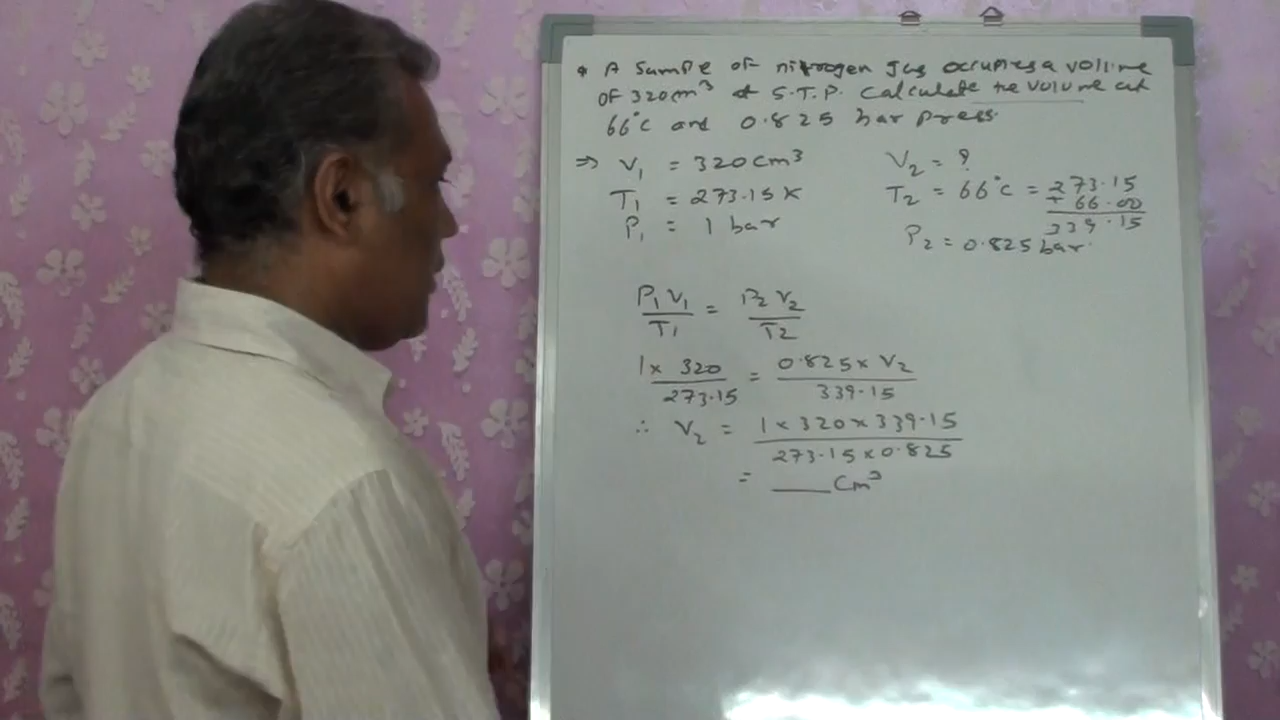 A Sample of nitrogen gas occupies a volume
of 320cm³ at S.T.P. Calculate the volume at
66°c and 0.825 bar press.
⇒ V₁ = 320cm³ V₂ = ?
T₁ = 273.15K T₂ = 66°c = 273.15
+ 66.00
339.15
P₁ = 1 bar P₂ = 0.825 bar.
P₁V₁/T₁ = P₂V₂/T₂
1 x 320/273.15 = 0.825 x V₂/339.15
∴ V₂ = 1 x 320 x 339.15/273.15 x 0.825
= ___ Cm³